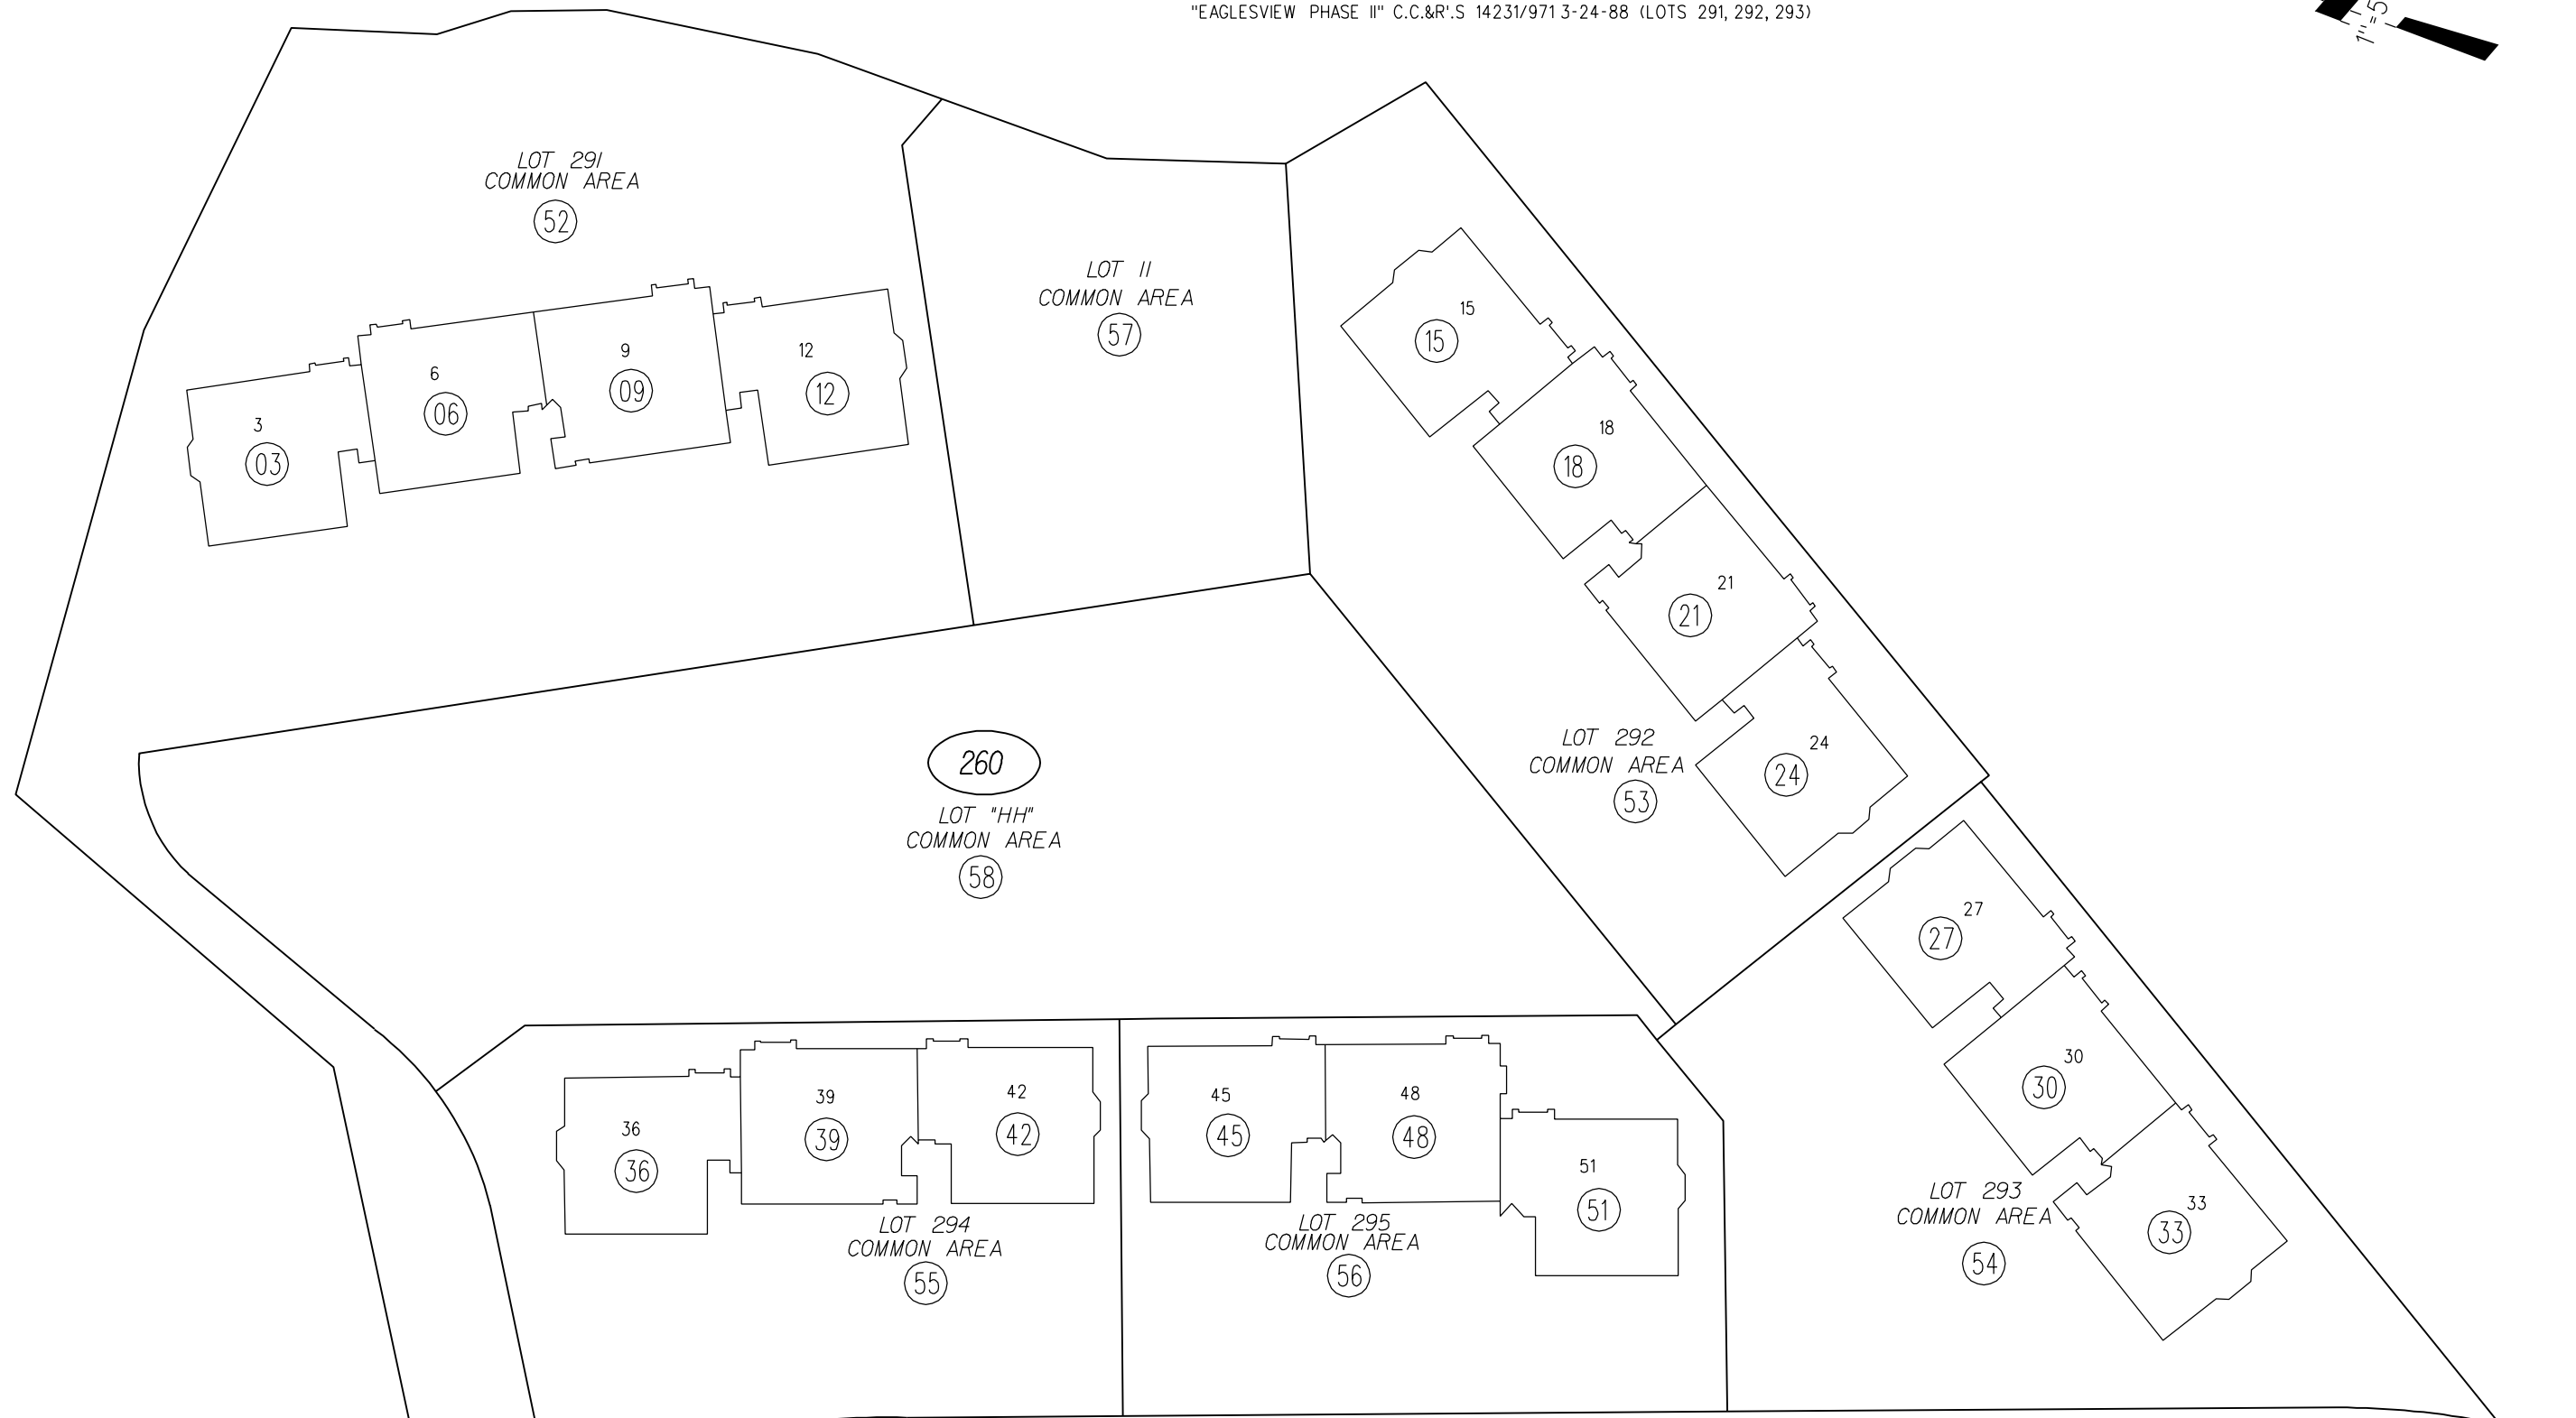 "EAGLESVIEW PHASE II" C.C.&R'.S 14231/971 3-24-88 (LOTS 291, 292, 293)
1"=5
LOT 291
COMMON AREA
52
3
03
6
06
9
09
12
12
LOT 11
COMMON AREA
57
15
15
18
18
21
21
24
24
LOT 292
COMMON AREA
53
260
LOT "HH"
COMMON AREA
58
27
27
30
30
33
33
LOT 293
COMMON AREA
54
36
36
39
39
42
42
LOT 294
COMMON AREA
55
45
45
48
48
51
51
LOT 295
COMMON AREA
56